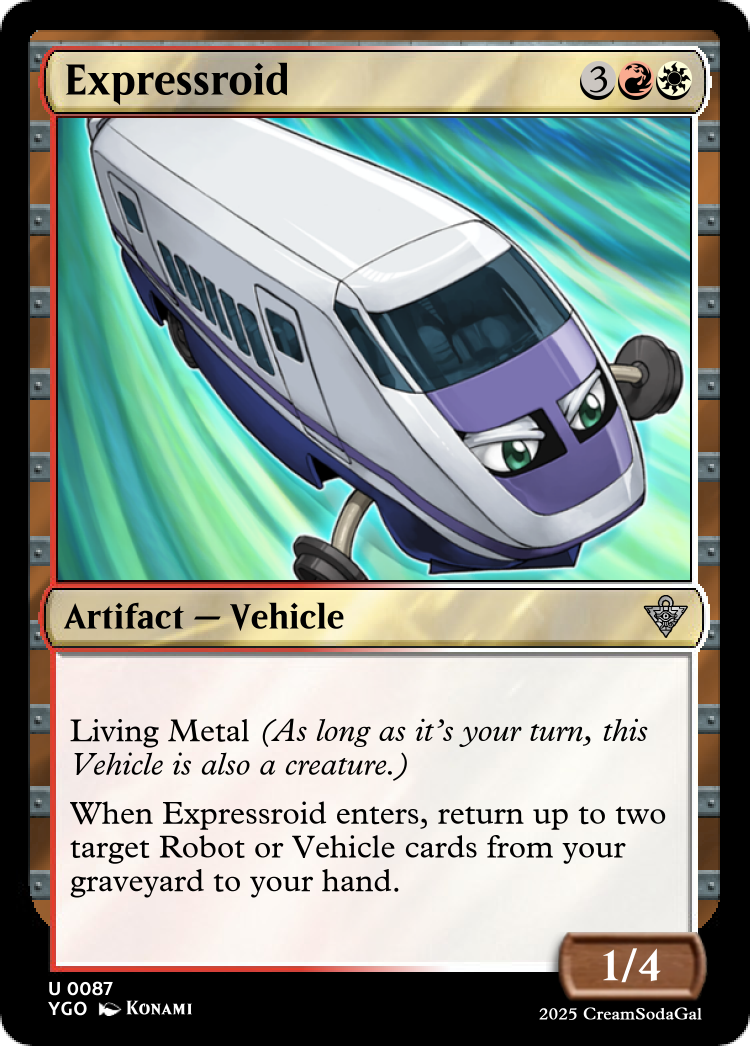 Expressroid 3
Artifact — Vehicle
Living Metal (As long as it's your turn, this
Vehicle is also a creature.)
When Expressroid enters, return up to two
target Robot or Vehicle cards from your
graveyard to your hand.
1/4
U 0087
YGO KONAMI
2025 CreamSodaGal